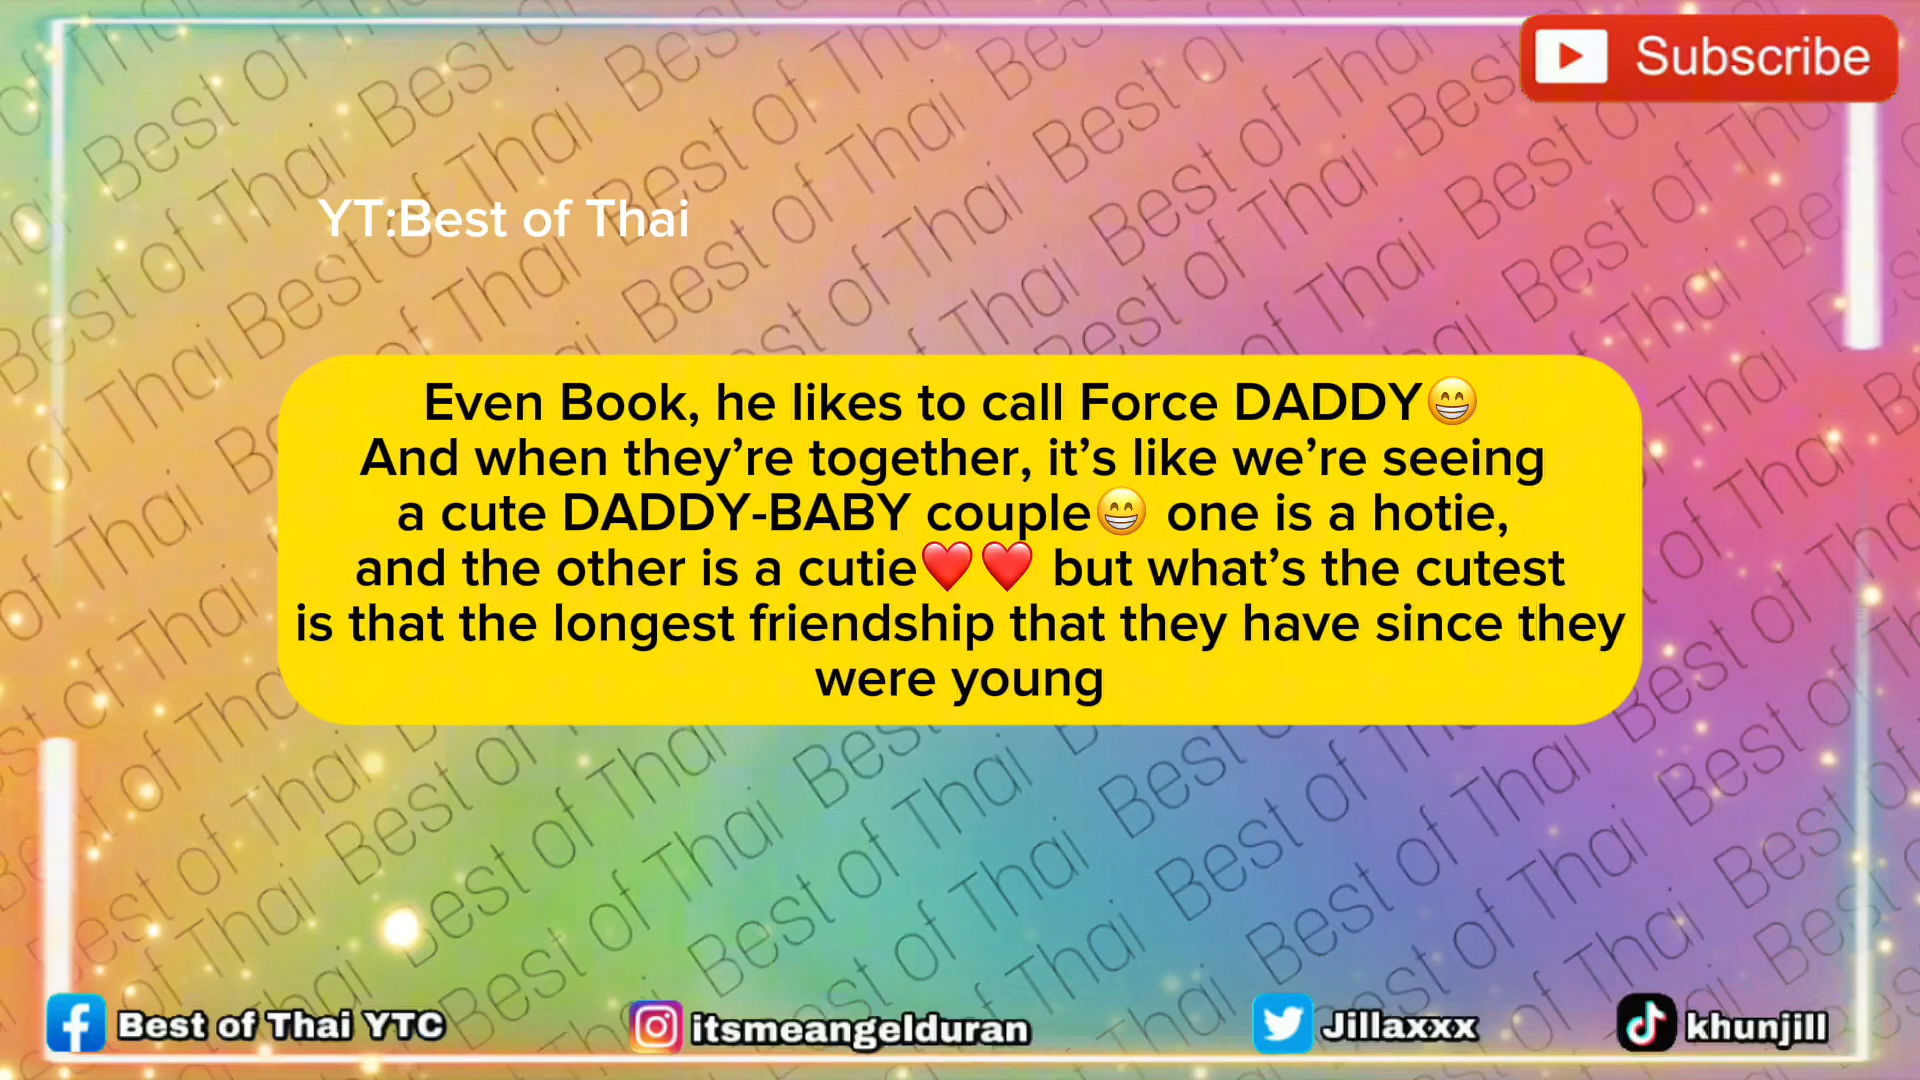 Subscribe
YT:Best of Thai
Even Book, he likes to call Force DADDY😁
And when they’re together, it’s like we’re seeing
a cute DADDY-BABY couple😁 one is a hotie,
and the other is a cutie❤️❤️ but what’s the cutest
is that the longest friendship that they have since they
were young
Best of Thai YTC
itsmeangelduran
Jillaxxx
khunjill
Best of Thai